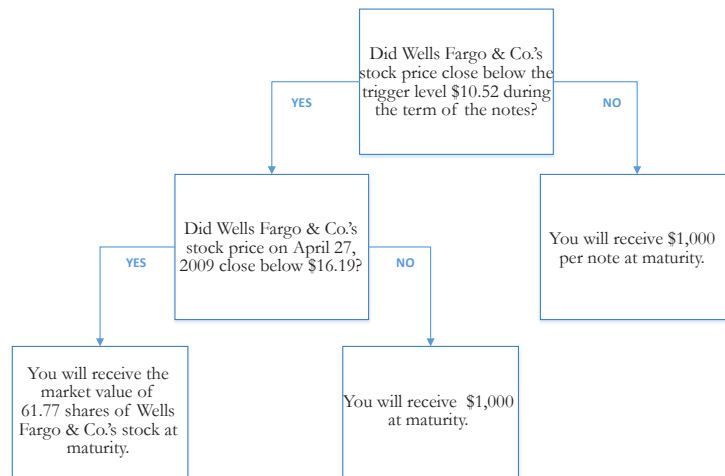 Did Wells Fargo & Co.'s
stock price close below the
trigger level $10.52 during
the term of the notes?
YES
NO
Did Wells Fargo & Co.'s
stock price on April 27,
2009 close below $16.19?
You will receive $1,000
per note at maturity.
YES
NO
You will receive the
market value of
61.77 shares of Wells
Fargo & Co.'s stock at
maturity.
You will receive $1,000
at maturity.